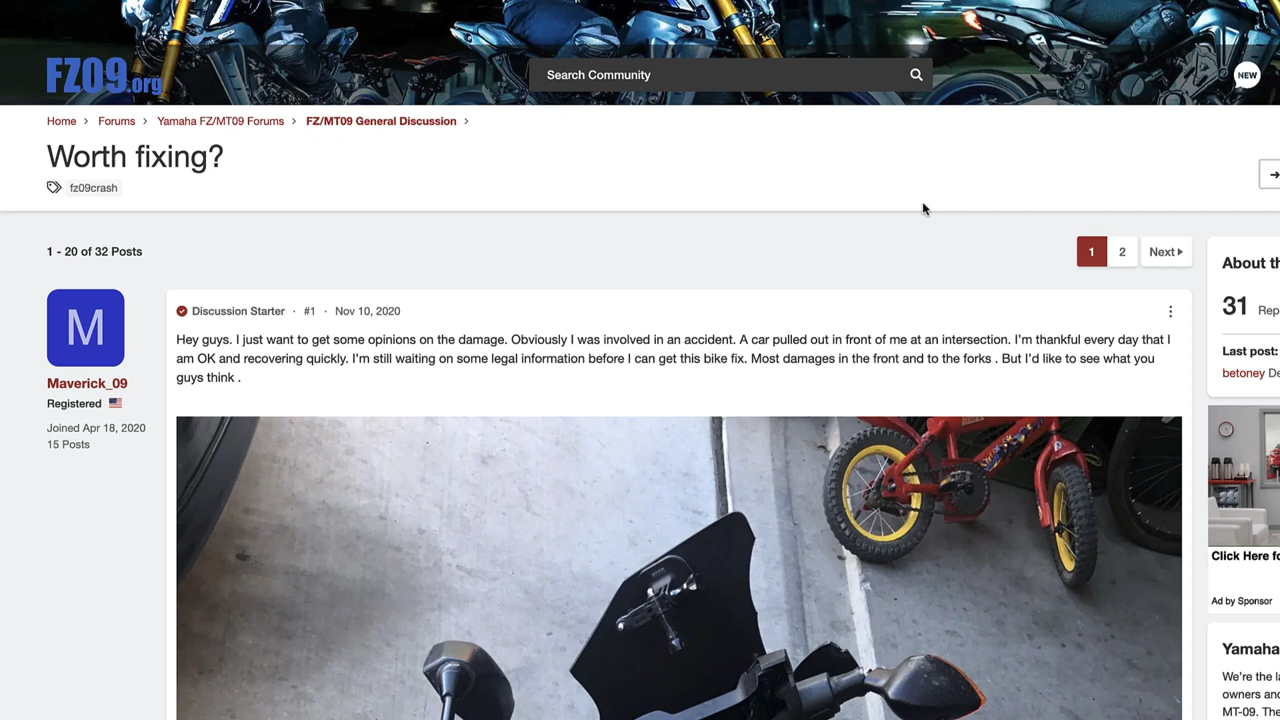 FZ09.org
Search Community
NEW
Home > Forums > Yamaha FZ/MT09 Forums > FZ/MT09 General Discussion >
Worth fixing?
fz09crash
1 - 20 of 32 Posts
1 2 Next
About th
M
Discussion Starter · #1 · Nov 10, 2020
31 Rep
Hey guys. I just want to get some opinions on the damage. Obviously I was involved in an accident. A car pulled out in front of me at an intersection. I'm thankful every day that I
am OK and recovering quickly. I'm still waiting on some legal information before I can get this bike fix. Most damages in the front and to the forks . But I'd like to see what you
guys think .
Last post:
betoney De
Maverick_09
Registered
Joined Apr 18, 2020
15 Posts
Click Here fo
Ad by Sponsor
Yamaha
We're the la
owners and
MT-09. The